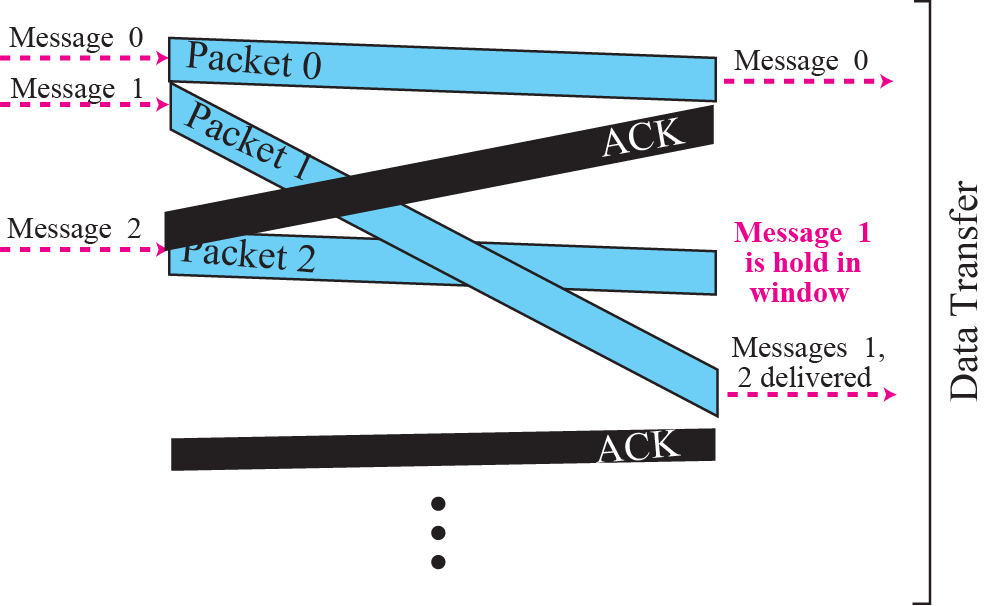 Message 0
Packet 0
Message 0
Message 1
Packet 1
ACK
Message 2
Packet 2
Message 1
is hold in
window
Messages 1,
2 delivered
ACK
Data Transfer